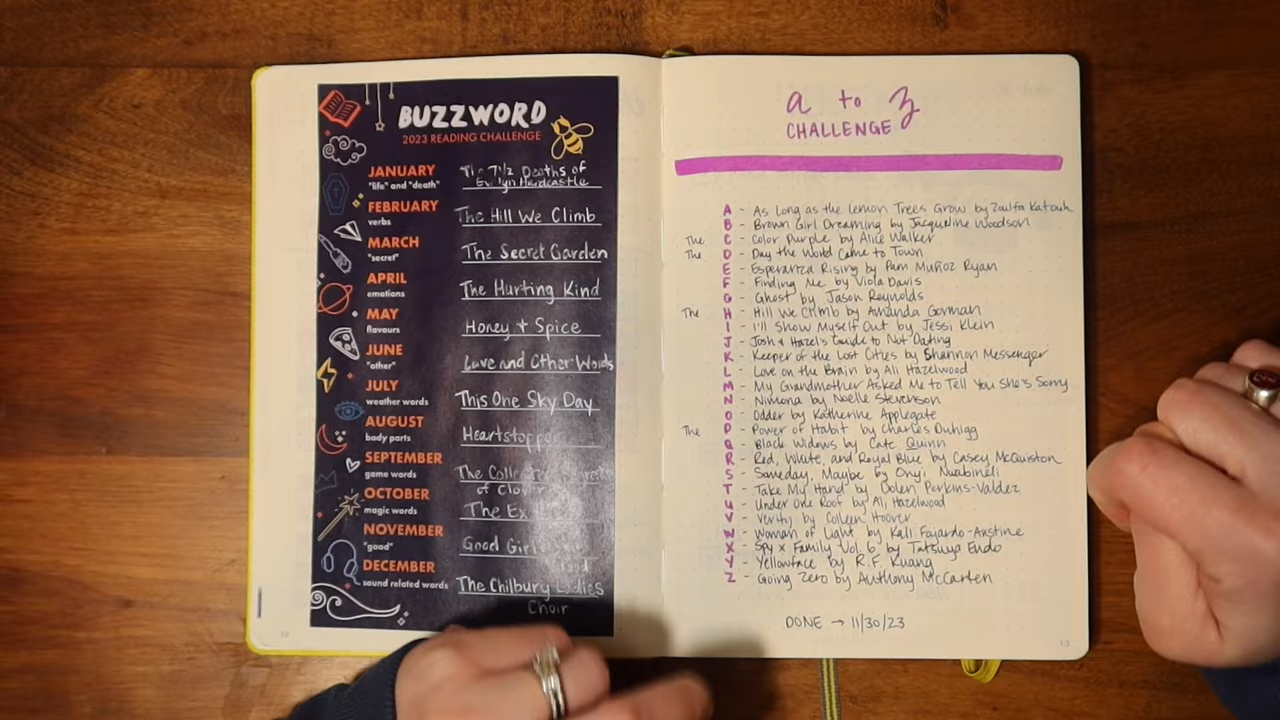 BUZZWORD
2023 READING CHALLENGE
JANUARY
"life" and "death"
The 7 1/2 Deaths of
Evelyn Hardcastle
FEBRUARY
verbs
The Hill We Climb
MARCH
"secret"
The Secret Garden
APRIL
emotions
The Hurting Kind
MAY
flavours
Honey + Spice
JUNE
"other"
Love and Other Words
JULY
weather words
This One Sky Day
AUGUST
body parts
Heartstopper
SEPTEMBER
game words
The Collected Regrets
of Clover
OCTOBER
magic words
The Ex
NOVEMBER
"good"
Good Girl
DECEMBER
sound related words
The Chilbury Ladies
Choir
12
a to z
CHALLENGE
A - As Long as the Lemon Trees Grow by Zoulfa Katouh
B - Brown Girl Dreaming by Jacqueline Woodson
The C - Color Purple by Alice Walker
The D - Day the World Came to Town
E - Esperanza Rising by Pam Muñoz Ryan
F - Finding Me by Viola Davis
G - Ghost by Jason Reynolds
The H - Hill We Climb by Amanda Gorman
I - I'll Show Myself Out by Jessi Klein
J - Josh + Hazel's Guide to Not Dating
K - Keeper of the Lost Cities by Shannon Messenger
L - Love on the Brain by Ali Hazelwood
M - My Grandmother Asked Me to Tell You She's Sorry
N - Nimona by Noelle Stevenson
O - Odder by Katherine Applegate
The P - Power of Habit by Charles Duhigg
Q - Black Widows by Cate Quinn
R - Red, White, and Royal Blue by Casey McQuiston
S - Someday, Maybe by Onyi Nwabineli
T - Take My Hand by Dolen Perkins-Valdez
U - Under One Roof by Ali Hazelwood
V - Verity by Colleen Hoover
W - Woman of Light by Kali Fajardo-Anstine
X - Spy x Family Vol. 6 by Tatsuya Endo
Y - Yellowface by R.F. Kuang
Z - Going Zero by Anthony McCarten
DONE → 11/30/23
13